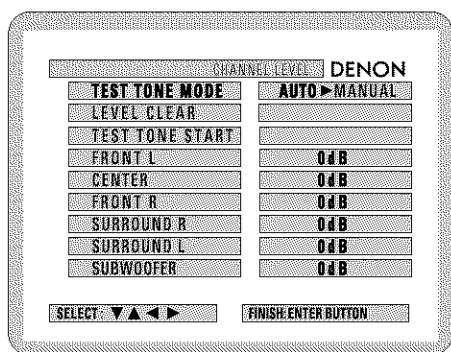 CHANNEL LEVEL DENON
TEST TONE MODE AUTO ►MANUAL
LEVEL CLEAR
TEST TONE START
FRONT L 0dB
CENTER 0dB
FRONT R 0dB
SURROUND R 0dB
SURROUND L 0dB
SUBWOOFER 0dB
SELECT: ▼▲◄► FINISH:ENTER BUTTON